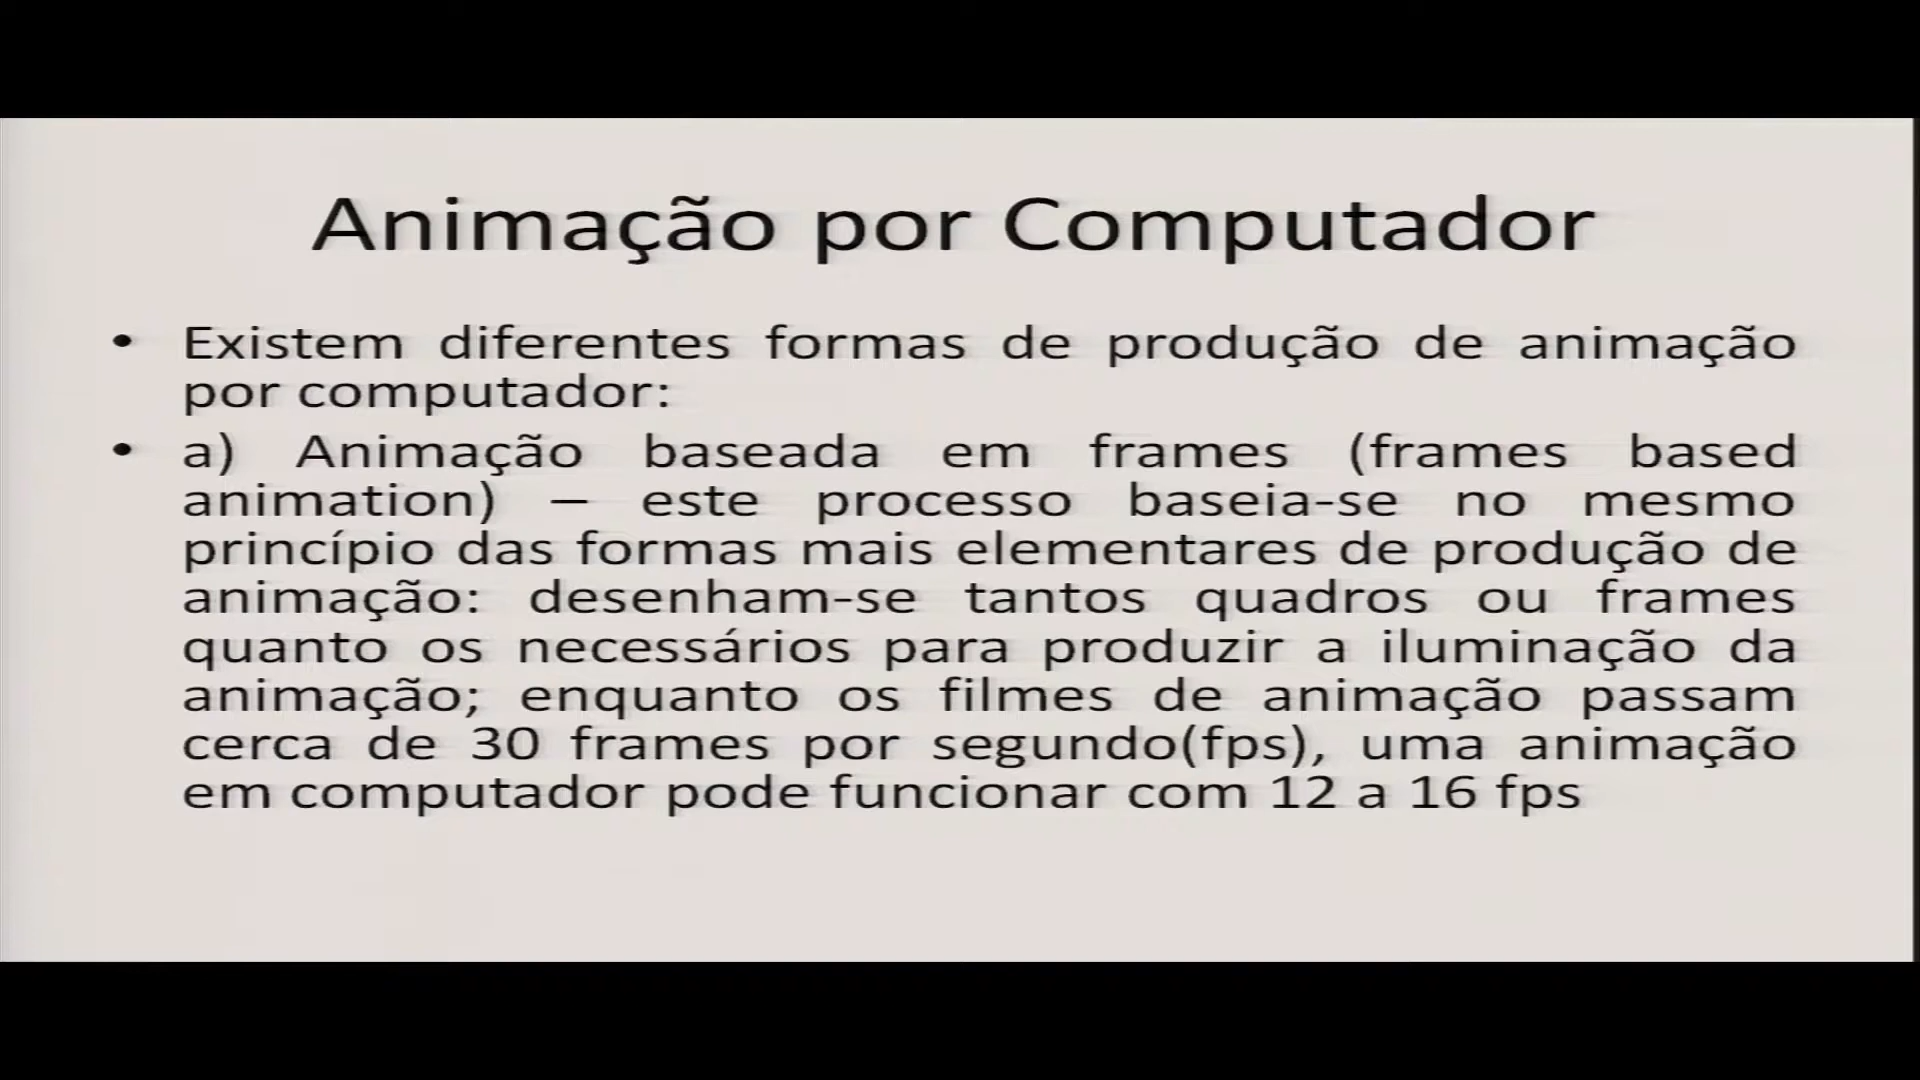 Animação por Computador
• Existem diferentes formas de produção de animação
por computador:
• a) Animação baseada em frames (frames based
animation) – este processo baseia-se no mesmo
princípio das formas mais elementares de produção de
animação: desenham-se tantos quadros ou frames
quanto os necessários para produzir a iluminação da
animação; enquanto os filmes de animação passam
cerca de 30 frames por segundo(fps), uma animação
em computador pode funcionar com 12 a 16 fps